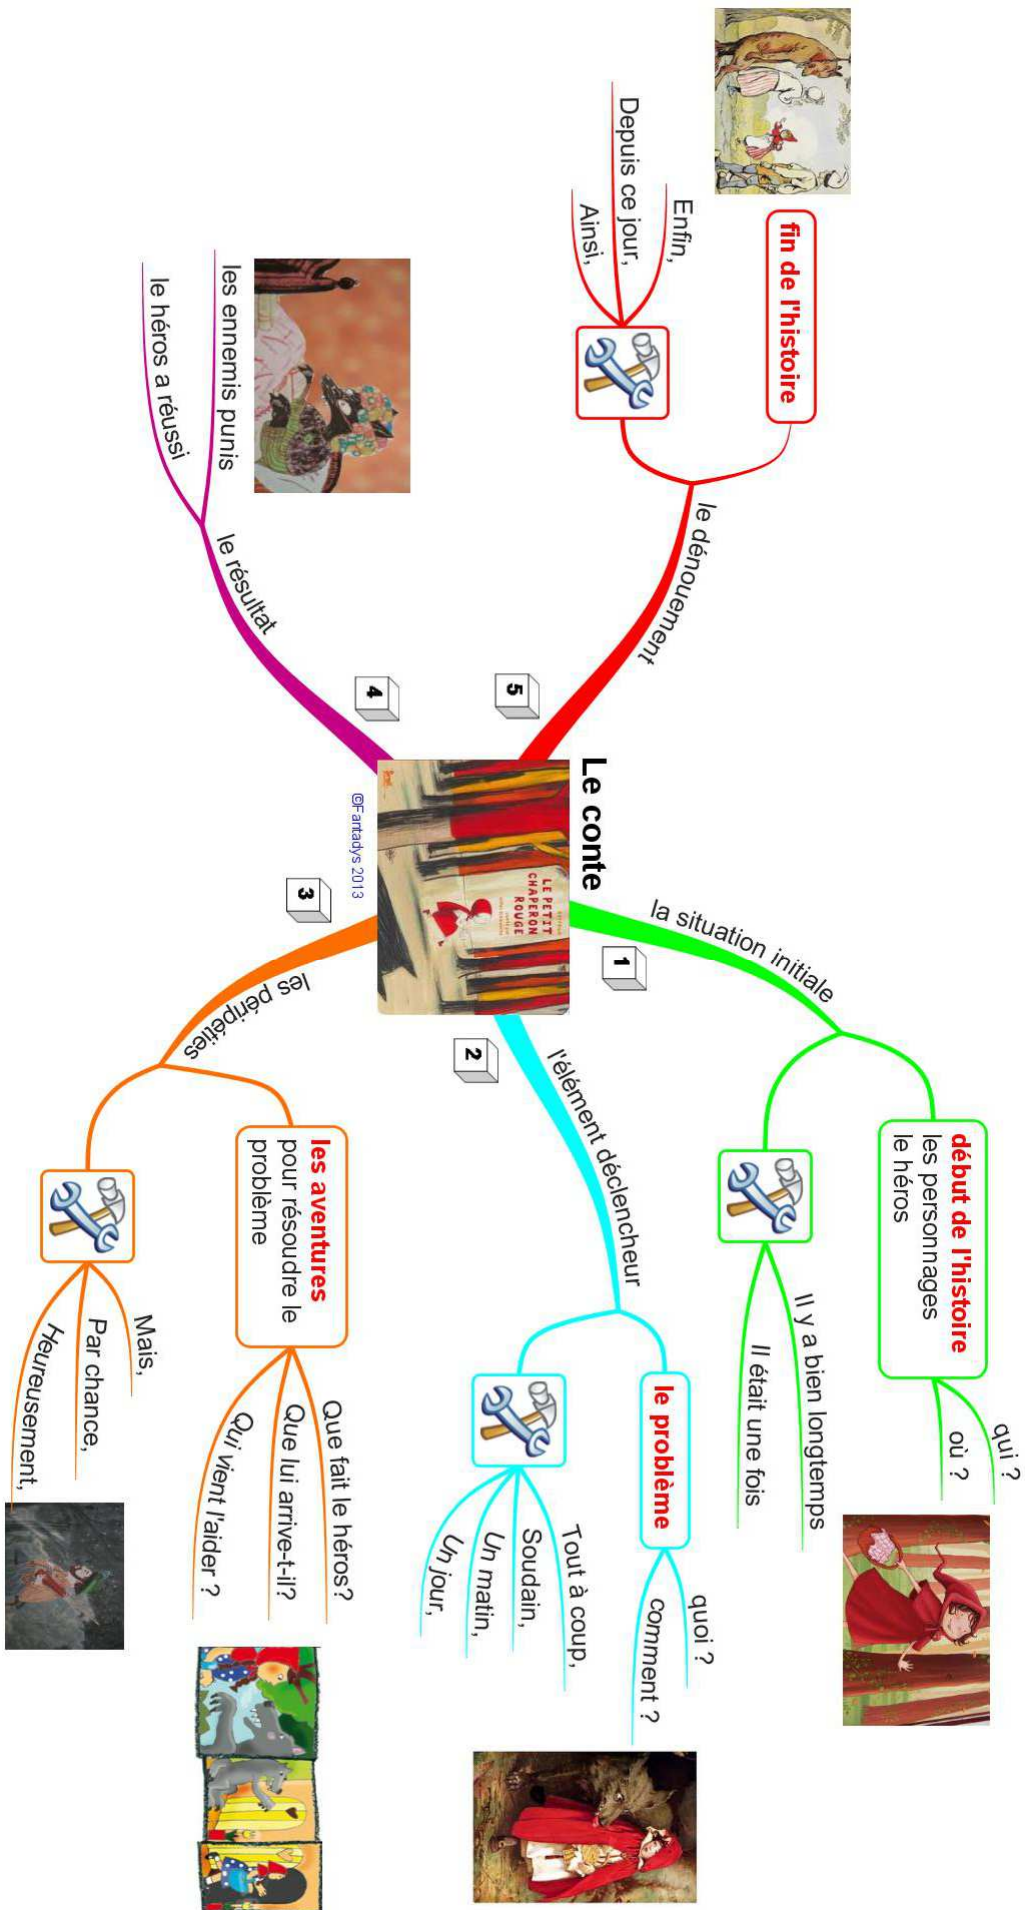 Le conte
LE PETIT
CHAPERON
ROUGE
©Fantadys 2013
1
la situation initiale
début de l'histoire
les personnages
le héros
qui ?
où ?
Il y a bien longtemps
Il était une fois
2
l'élément déclencheur
le problème
quoi ?
comment ?
Tout à coup,
Soudain,
Un matin,
Un jour,
3
les péripéties
les aventures
pour résoudre le
problème
Que fait le héros?
Que lui arrive-t-il?
Qui vient l'aider ?
Mais,
Par chance,
Heureusement,
4
le résultat
les ennemis punis
le héros a réussi
5
le dénouement
fin de l'histoire
Enfin,
Depuis ce jour,
Ainsi,